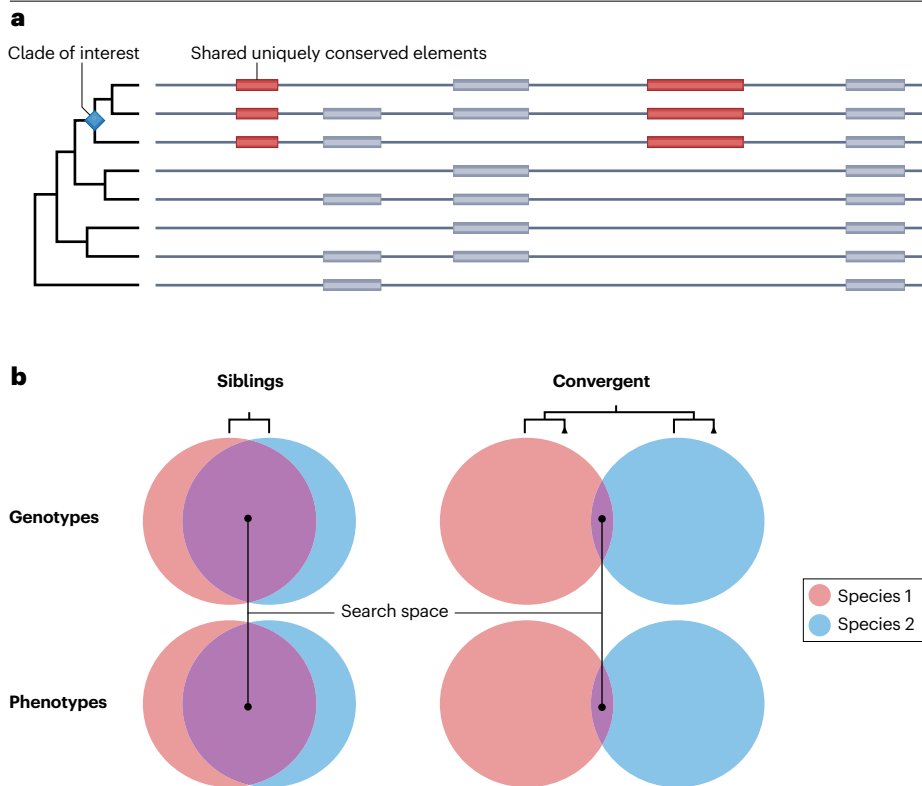 a
Clade of interest
Shared uniquely conserved elements
b
Siblings
Convergent
Genotypes
Search space
Species 1
Species 2
Phenotypes